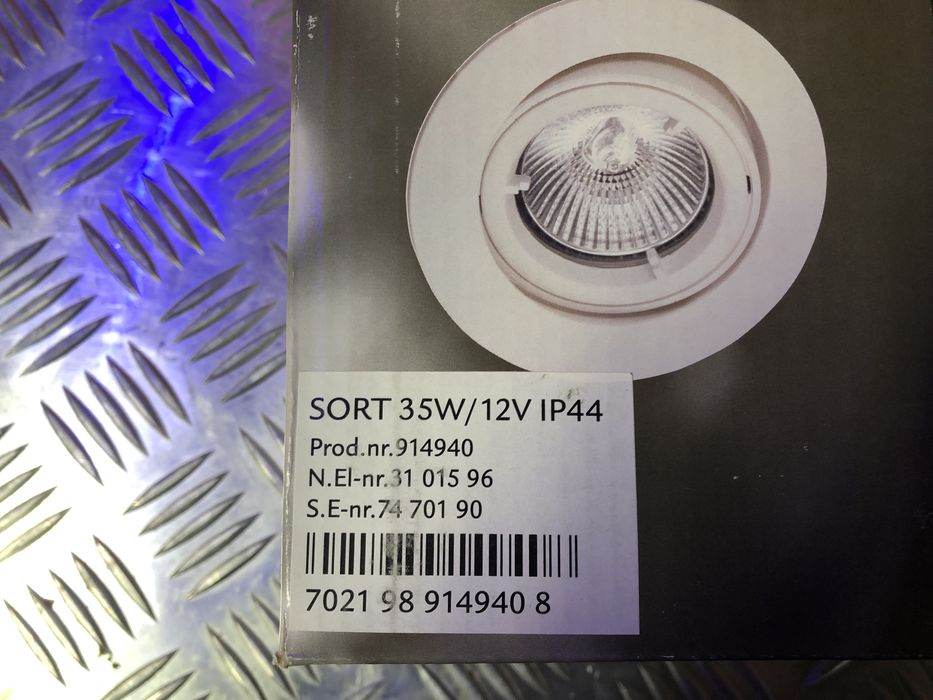 SORT 35W/12V IP44
Prod.nr.914940
N.El-nr.31 015 96
S.E-nr.74 701 90
7021 98 914940 8